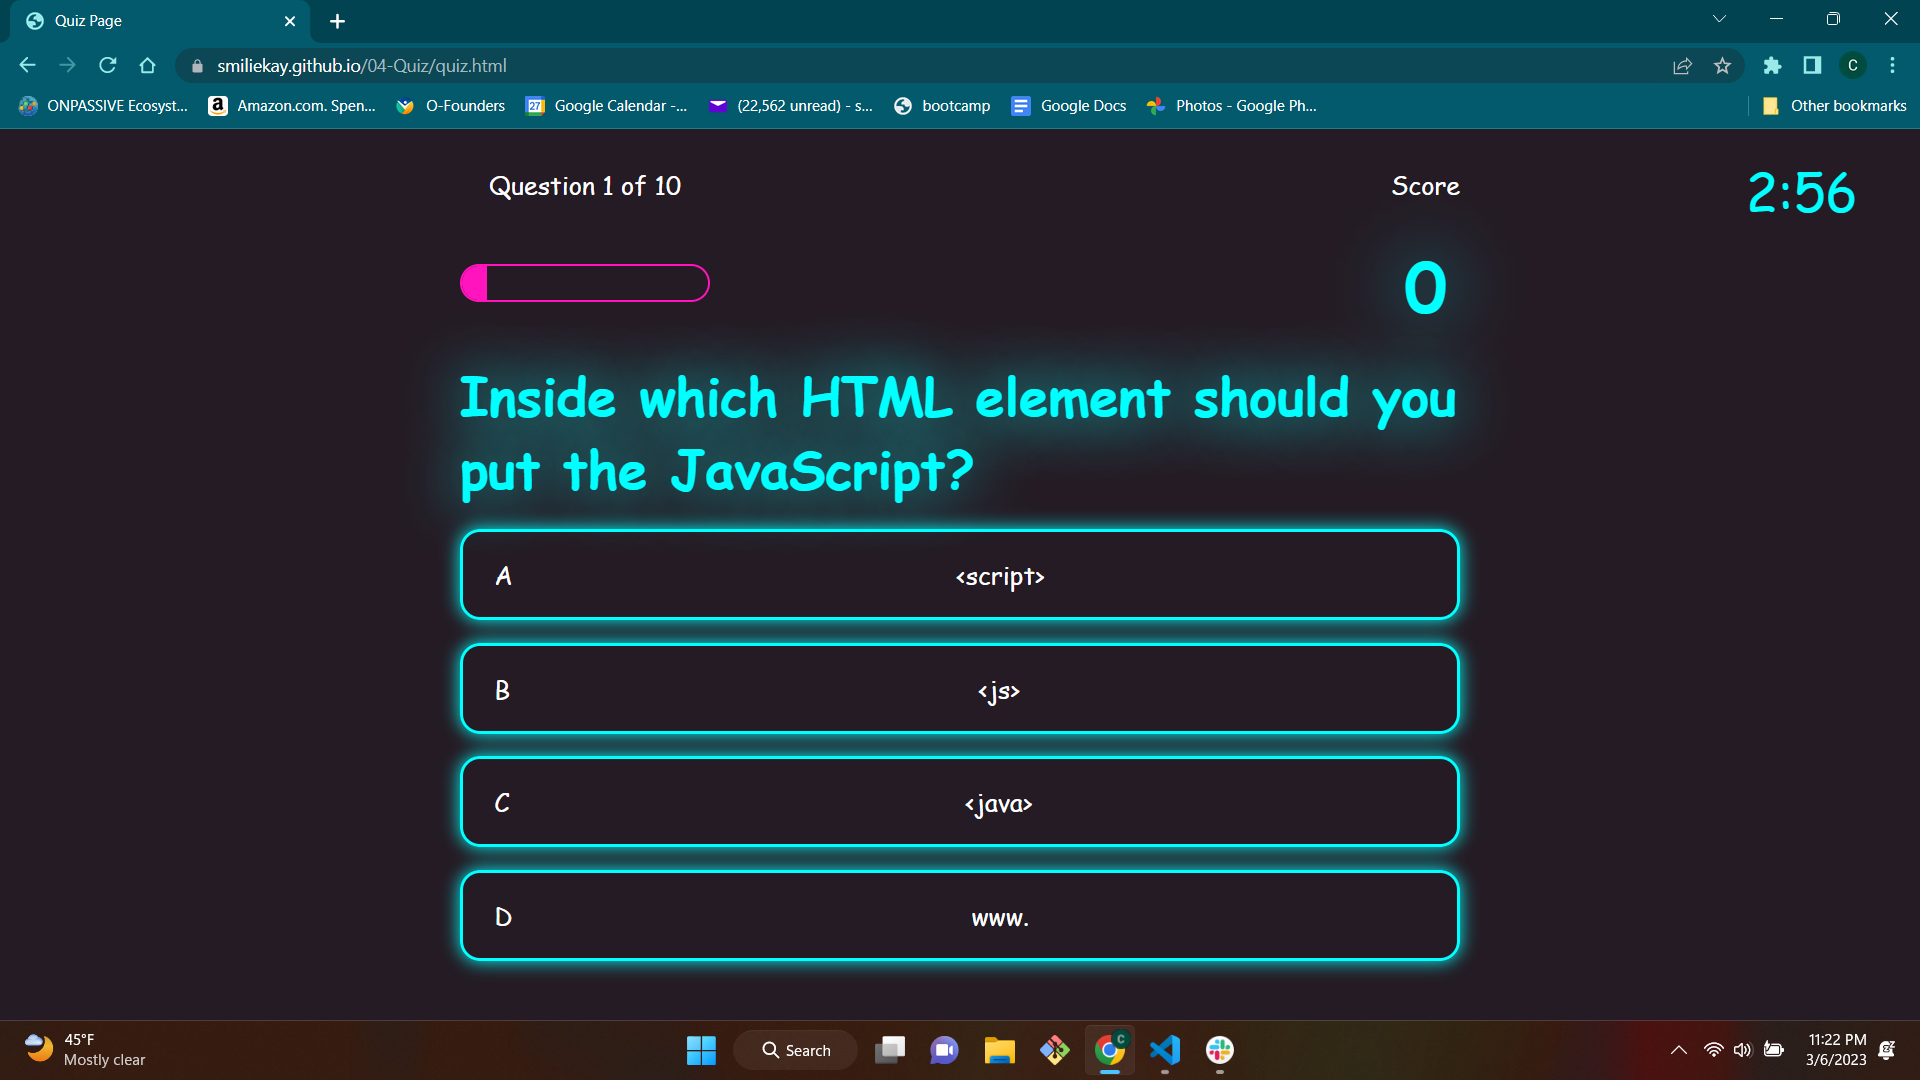 Quiz Page
smiliekay.github.io/04-Quiz/quiz.html
C
ONPASSIVE Ecosyst...
Amazon.com. Spen...
O-Founders
27
Google Calendar -...
(22,562 unread) - s...
bootcamp
Google Docs
Photos - Google Ph...
Other bookmarks
Question 1 of 10
Score
2:56
0
Inside which HTML element should you
put the JavaScript?
A <script>
B <js>
C <java>
D www.
45°F
Mostly clear
Search
C
11:22 PM
3/6/2023